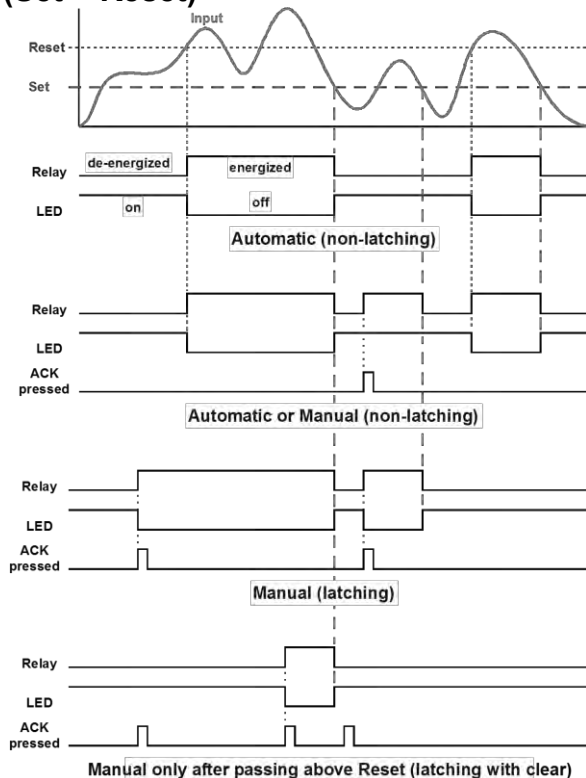 (Set < Reset)
Input
Reset
Set
de-energized
energized
Relay
on
off
LED
Automatic (non-latching)
Relay
LED
ACK
pressed
Automatic or Manual (non-latching)
Relay
LED
ACK
pressed
Manual (latching)
Relay
LED
ACK
pressed
Manual only after passing above Reset (latching with clear)